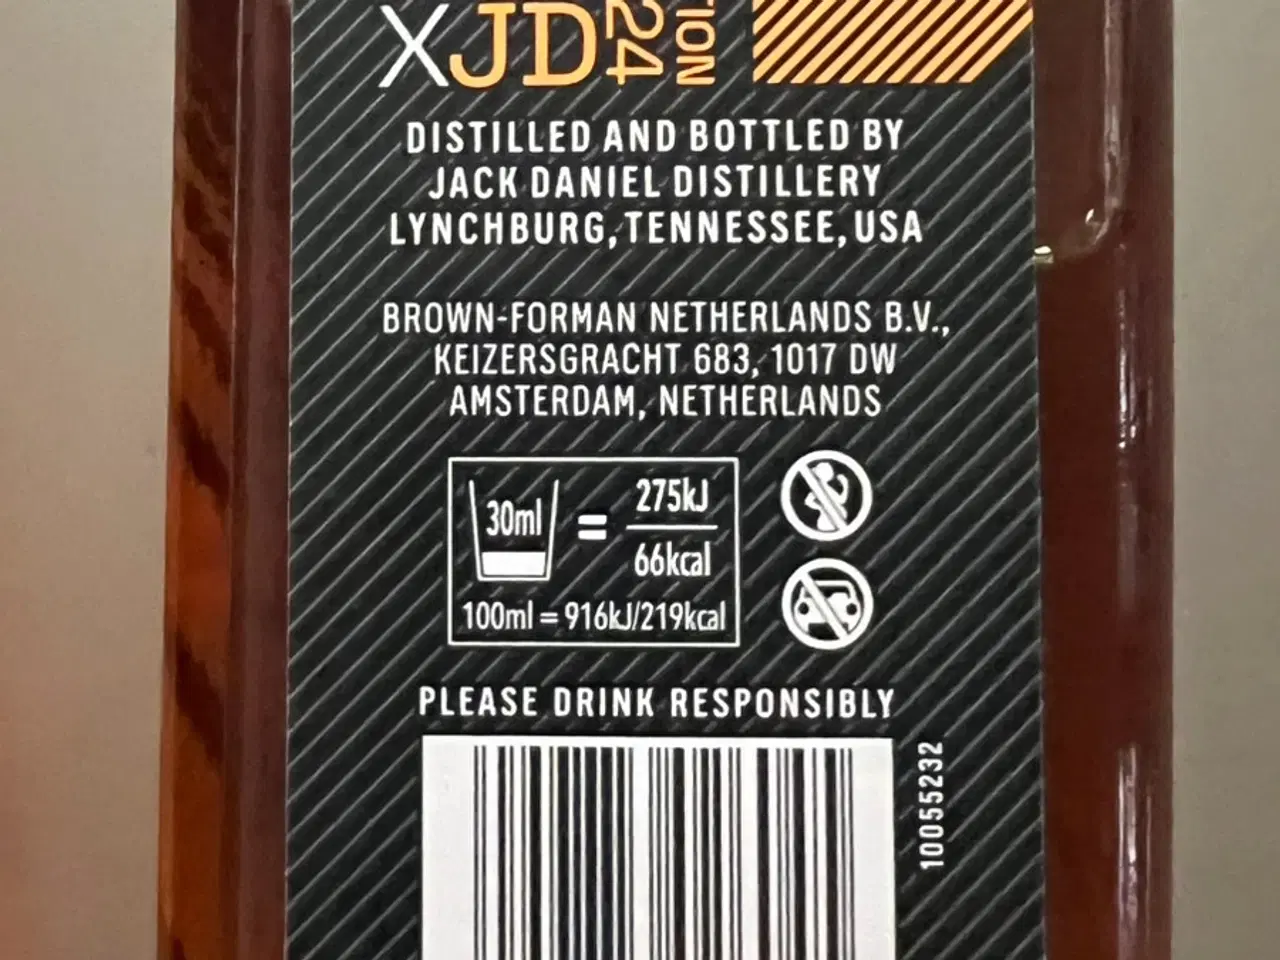 XJD
24
TION
DISTILLED AND BOTTLED BY
JACK DANIEL DISTILLERY
LYNCHBURG, TENNESSEE, USA
BROWN-FORMAN NETHERLANDS B.V.,
KEIZERSGRACHT 683, 1017 DW
AMSTERDAM, NETHERLANDS
30ml = 275kJ
66kcal
100ml = 916kJ/219kcal
PLEASE DRINK RESPONSIBLY
10055232